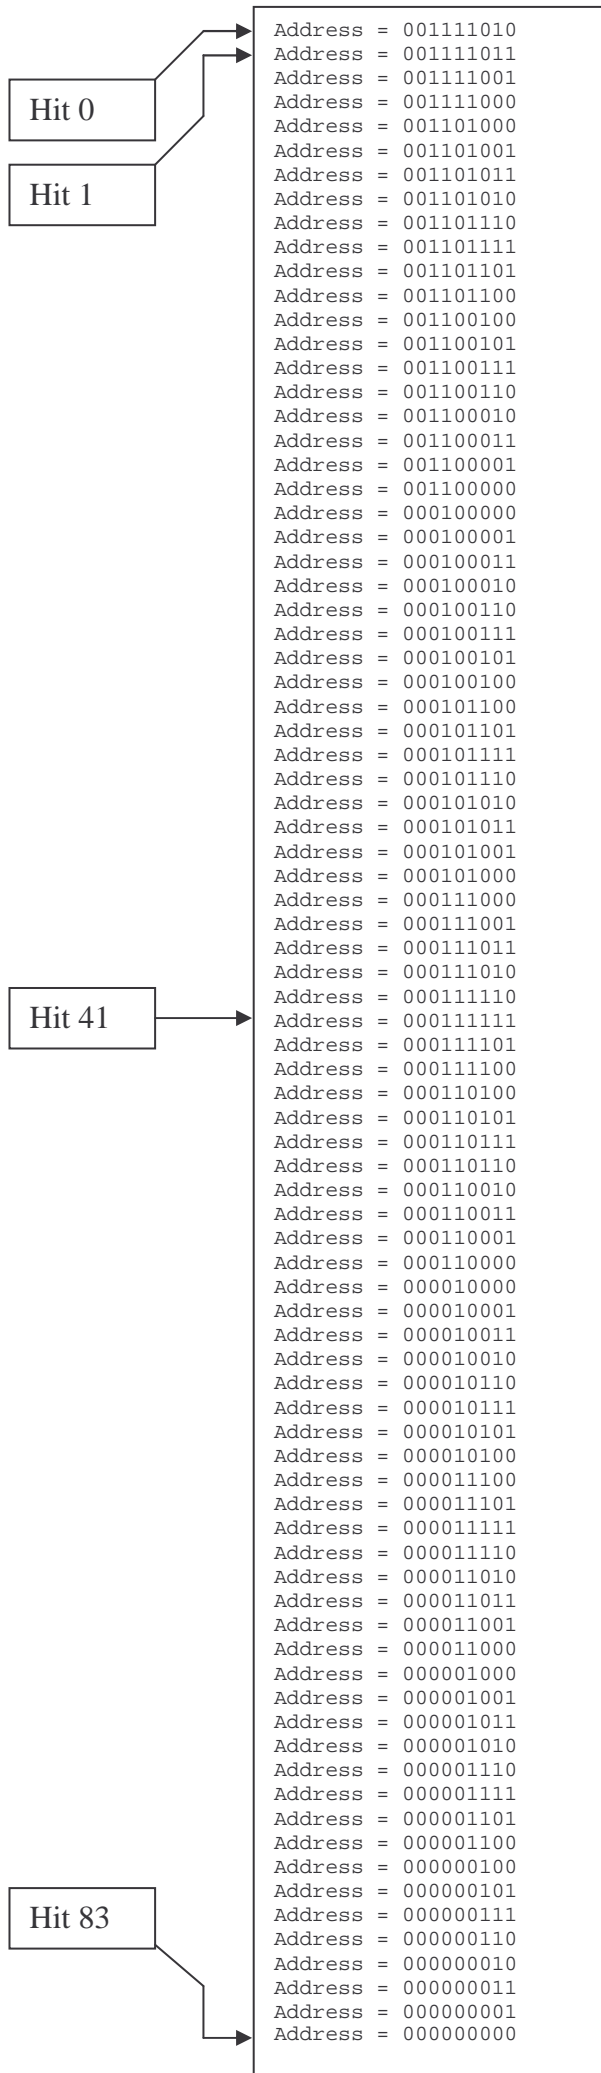 Hit 0
Hit 1
Hit 41
Hit 83
Address = 001111010
Address = 001111011
Address = 001111001
Address = 001111000
Address = 001101000
Address = 001101001
Address = 001101011
Address = 001101010
Address = 001101110
Address = 001101111
Address = 001101101
Address = 001101100
Address = 001100100
Address = 001100101
Address = 001100111
Address = 001100110
Address = 001100010
Address = 001100011
Address = 001100001
Address = 001100000
Address = 000100000
Address = 000100001
Address = 000100011
Address = 000100010
Address = 000100110
Address = 000100111
Address = 000100101
Address = 000100100
Address = 000101100
Address = 000101101
Address = 000101111
Address = 000101110
Address = 000101010
Address = 000101011
Address = 000101001
Address = 000101000
Address = 000111000
Address = 000111001
Address = 000111011
Address = 000111010
Address = 000111110
Address = 000111111
Address = 000111101
Address = 000111100
Address = 000110100
Address = 000110101
Address = 000110111
Address = 000110110
Address = 000110010
Address = 000110011
Address = 000110001
Address = 000110000
Address = 000010000
Address = 000010001
Address = 000010011
Address = 000010010
Address = 000010110
Address = 000010111
Address = 000010101
Address = 000010100
Address = 000011100
Address = 000011101
Address = 000011111
Address = 000011110
Address = 000011010
Address = 000011011
Address = 000011001
Address = 000011000
Address = 000001000
Address = 000001001
Address = 000001011
Address = 000001010
Address = 000001110
Address = 000001111
Address = 000001101
Address = 000001100
Address = 000000100
Address = 000000101
Address = 000000111
Address = 000000110
Address = 000000010
Address = 000000011
Address = 000000001
Address = 000000000